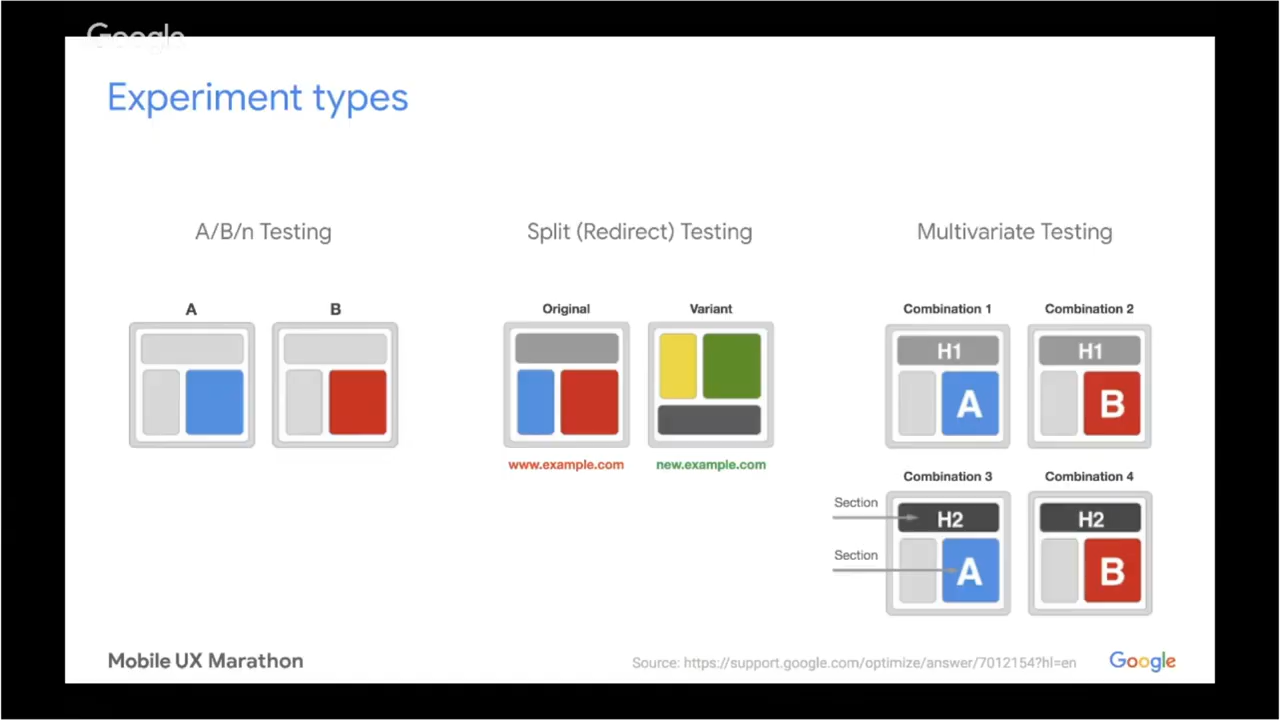 Google
Experiment types
A/B/n Testing
A
B
Split (Redirect) Testing
Original
Variant
www.example.com
new.example.com
Multivariate Testing
Combination 1
Combination 2
H1
A
H1
B
Combination 3
Combination 4
Section
Section
H2
A
H2
B
Mobile UX Marathon
Source: https://support.google.com/optimize/answer/7012154?hl=en
Google